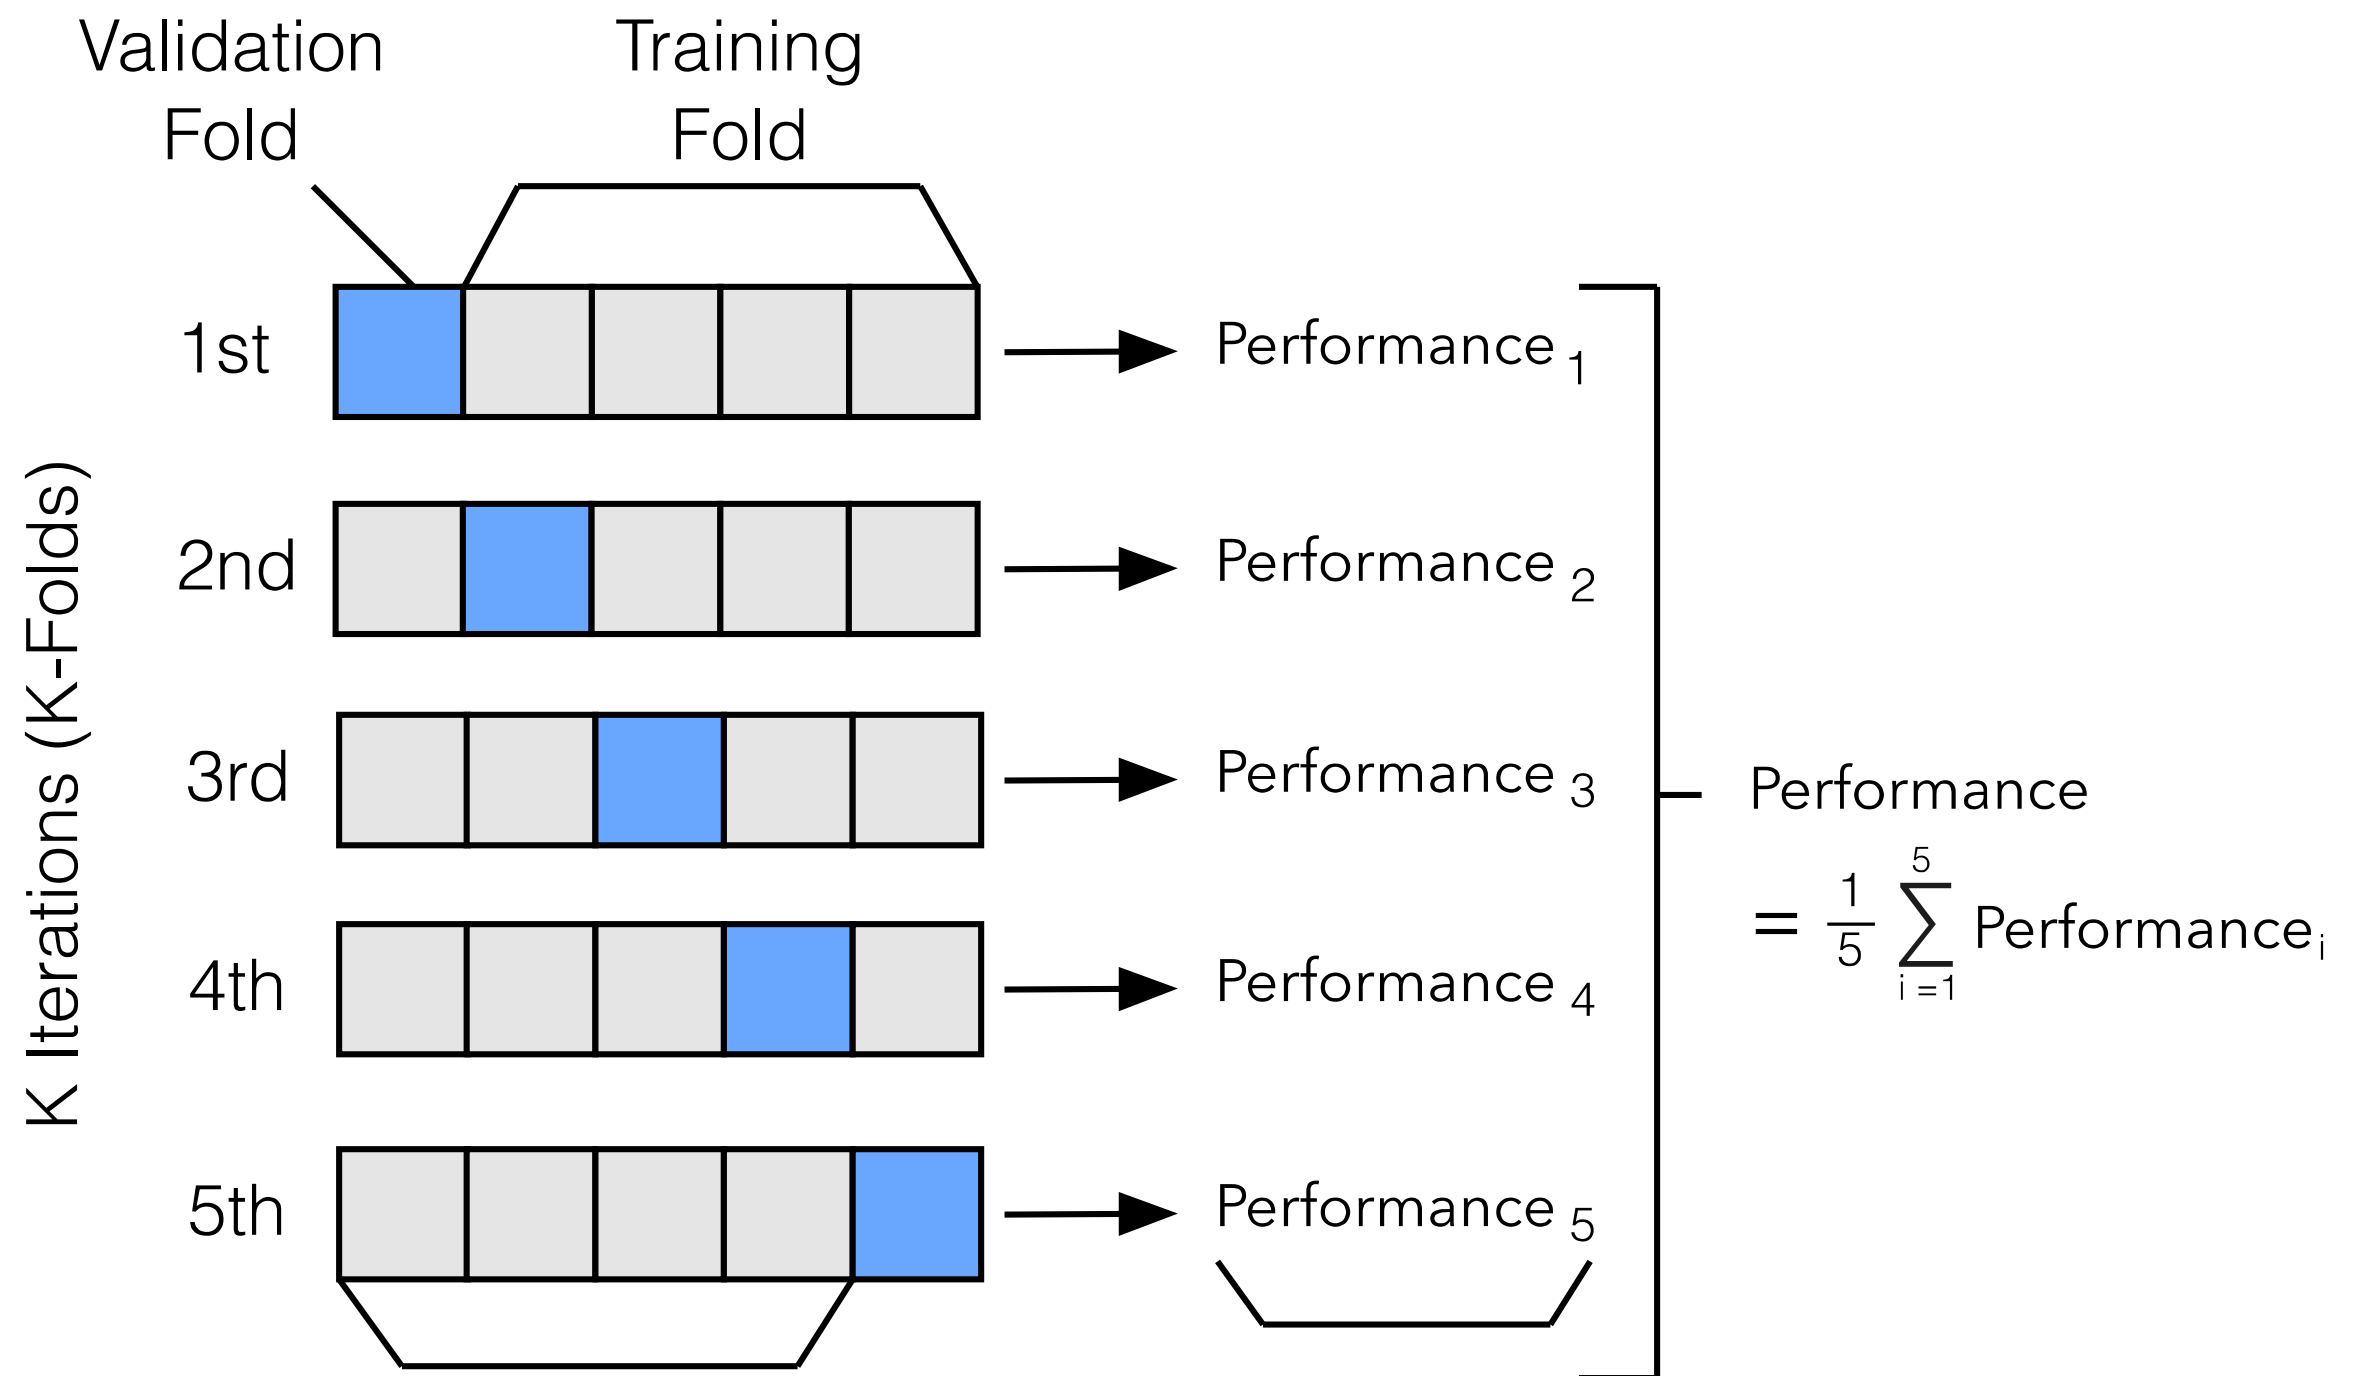 Validation
Fold
Training
Fold
K Iterations (K-Folds)
1st
Performance 1
2nd
Performance 2
3rd
Performance 3
4th
Performance 4
5th
Performance 5
Performance
= 1/5 5 ∑ i =1 Performance i